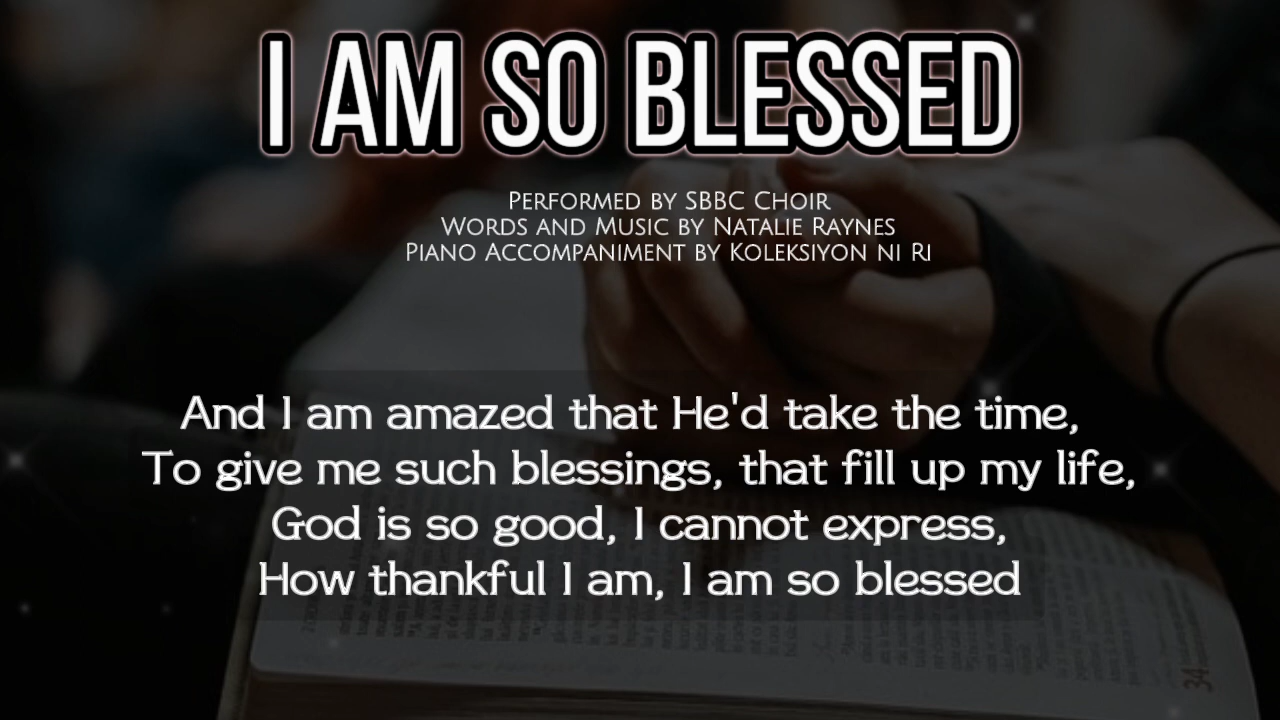 I AM SO BLESSED
Performed by SBBC Choir
Words and Music by Natalie Raynes
Piano Accompaniment by Koleksiyon ni RJ
And I am amazed that He'd take the time,
To give me such blessings, that fill up my life,
God is so good, I cannot express,
How thankful I am, I am so blessed
34